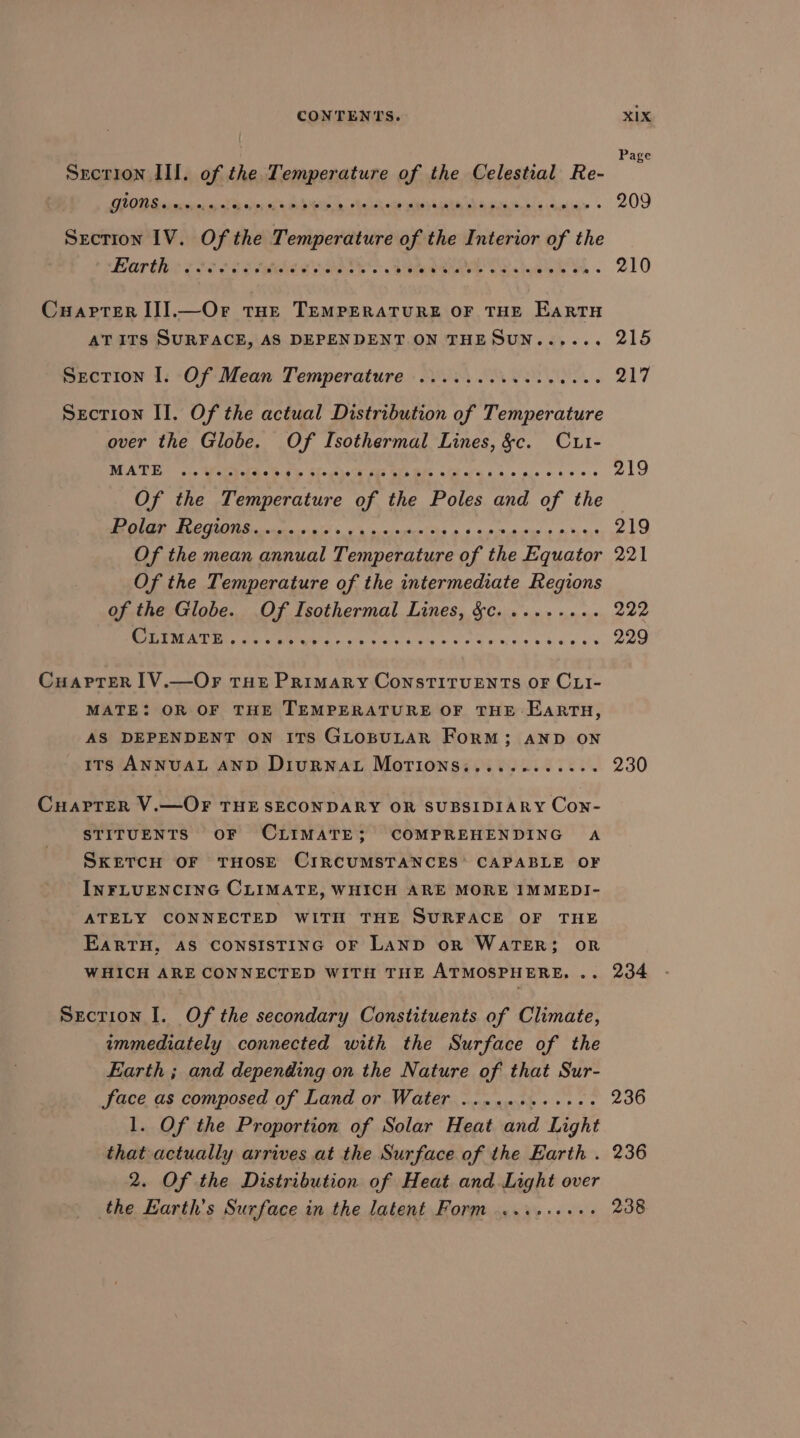 CONTENTS. xix
Page
SECTION III. of the Temperature of the Celestial Re-
gions................................................ 209
SECTION IV. Of the Temperature of the Interior of the
Earth ............................................... 210
CHAPTER III.—OF THE TEMPERATURE OF THE EARTH
AT ITS SURFACE, AS DEPENDENT ON THE SUN...... 215
SECTION I. Of Mean Temperature ................. 217
SECTION II. Of the actual Distribution of Temperature
over the Globe. Of Isothermal Lines, &c. CLI-
MATE ............................................... 219
Of the Temperature of the Poles and of the
Polar Regions....................................... 219
Of the mean annual Temperature of the Equator 221
Of the Temperature of the intermediate Regions
of the Globe. Of Isothermal Lines, &c. ........ 222
CLIMATE ............................................ 229
CHAPTER IV.—OF THE PRIMARY CONSTITUENTS OF CLI-
MATE: OR OF THE TEMPERATURE OF THE EARTH,
AS DEPENDENT ON ITS GLOBULAR FORM; AND ON
ITS ANNUAL AND DIURNAL MOTIONS............. 230
CHAPTER V.—OF THE SECONDARY OR SUBSIDIARY CON-
STITUENTS OF CLIMATE; COMPREHENDING A
SKETCH OF THOSE CIRCUMSTANCES CAPABLE OF
INFLUENCING CLIMATE, WHICH ARE MORE IMMEDI-
ATELY CONNECTED WITH THE SURFACE OF THE
EARTH, AS CONSISTING OF LAND OR WATER; OR
WHICH ARE CONNECTED WITH THE ATMOSPHERE. .. 234
SECTION I. Of the secondary Constituents of Climate,
immediately connected with the Surface of the
Earth; and depending on the Nature of that Sur-
face as composed of Land or Water ............. 236
1. Of the Proportion of Solar Heat and Light
that actually arrives at the Surface of the Earth . 236
2. Of the Distribution of Heat and Light over
the Earth's Surface in the latent Form .......... 238